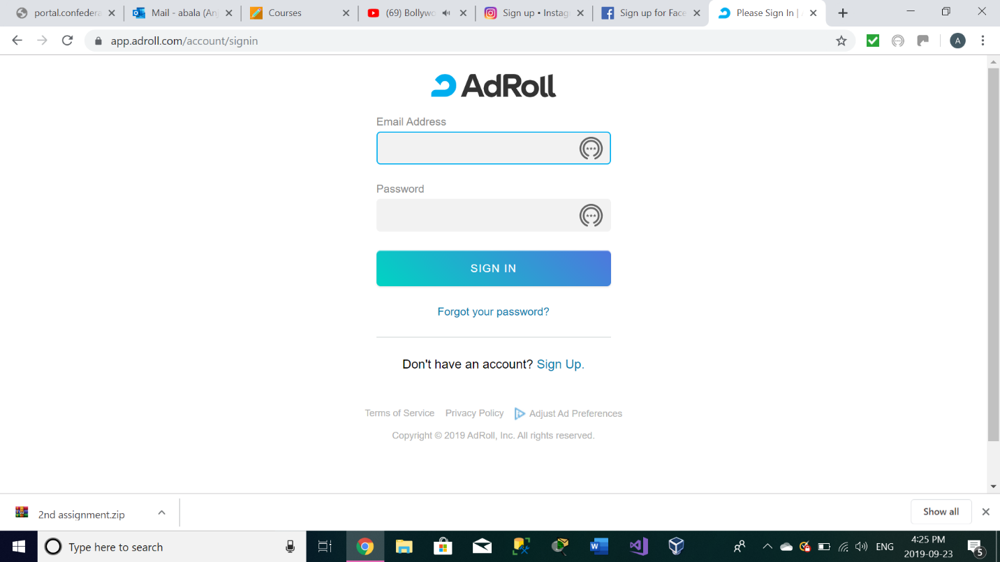 portal.confedera
Mail - abala (Anj
Courses
(69) Bollywo
Sign up • Instag
Sign up for Face
Please Sign In |
app.adroll.com/account/signin
A
AdRoll
Email Address
Password
SIGN IN
Forgot your password?
Don't have an account? Sign Up.
Terms of Service Privacy Policy Adjust Ad Preferences
Copyright © 2019 AdRoll, Inc. All rights reserved.
2nd assignment.zip
Show all
Type here to search
ENG
4:25 PM
2019-09-23
5